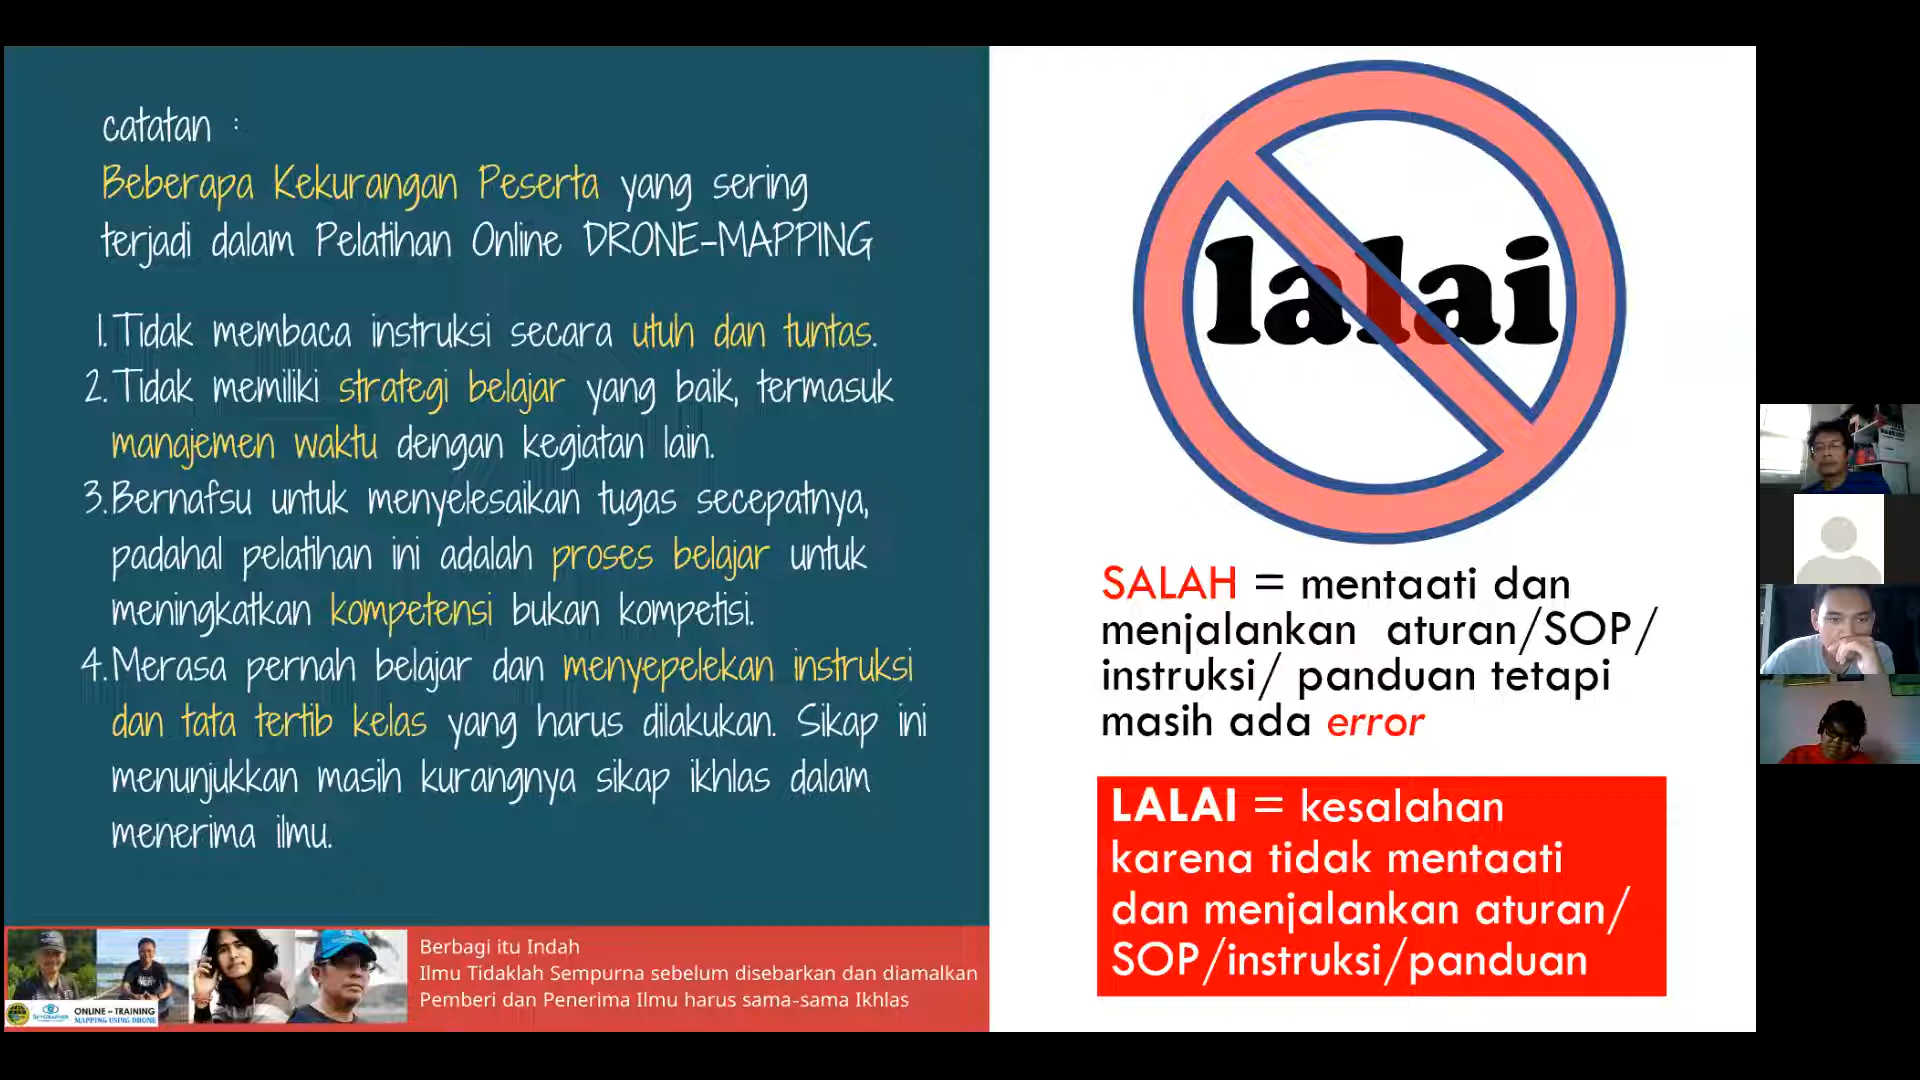 catatan :
Beberapa Kekurangan Peserta yang sering
terjadi dalam Pelatihan Online DRONE-MAPPING
1. Tidak membaca instruksi secara utuh dan tuntas.
2. Tidak memiliki strategi belajar yang baik, termasuk
manajemen waktu dengan kegiatan lain.
3. Bernafsu untuk menyelesaikan tugas secepatnya,
padahal pelatihan ini adalah proses belajar untuk
meningkatkan kompetensi bukan kompetisi.
4. Merasa pernah belajar dan menyepelekan instruksi
dan tata tertib kelas yang harus dilakukan. Sikap ini
menunjukkan masih kurangnya sikap ikhlas dalam
menerima ilmu.
Berbagi itu Indah
Ilmu Tidaklah Sempurna sebelum disebarkan dan diamalkan
Pemberi dan Penerima Ilmu harus sama-sama Ikhlas
ONLINE - TRAINING
MAPPING USING DRONE
lalai
SALAH = mentaati dan
menjalankan aturan/SOP/
instruksi/ panduan tetapi
masih ada error
LALAI = kesalahan
karena tidak mentaati
dan menjalankan aturan/
SOP/instruksi/panduan